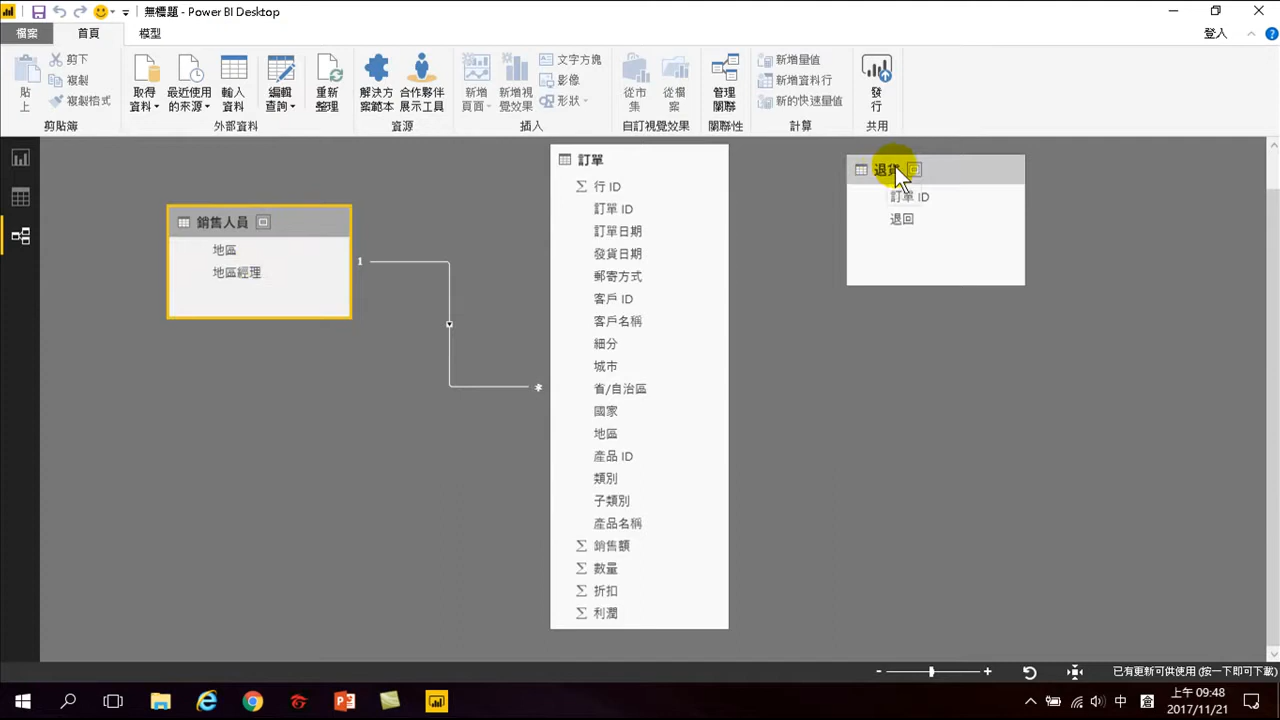 無標題 - Power BI Desktop
檔案
首頁
模型
登入
剪下
複製
複製格式
貼上
剪貼簿
取得資料
最近使用的來源
輸入資料
編輯查詢
重新整理
外部資料
解決方案範本
合作夥伴展示工具
資源
新增頁面
新增視覺效果
文字方塊
影像
形狀
插入
從市集
從檔案
自訂視覺效果
管理關聯
關聯性
新增量值
新增資料行
新的快速量值
計算
發行
共用
銷售人員
地區
地區經理
1
*
訂單
Σ 行 ID
訂單 ID
訂單日期
發貨日期
郵寄方式
客戶 ID
客戶名稱
細分
城市
省/自治區
國家
地區
產品 ID
類別
子類別
產品名稱
Σ 銷售額
Σ 數量
Σ 折扣
Σ 利潤
退貨
訂單 ID
退回
已有更新可供使用 (按一下即可下載)
中
倉
上午 09:48
2017/11/21